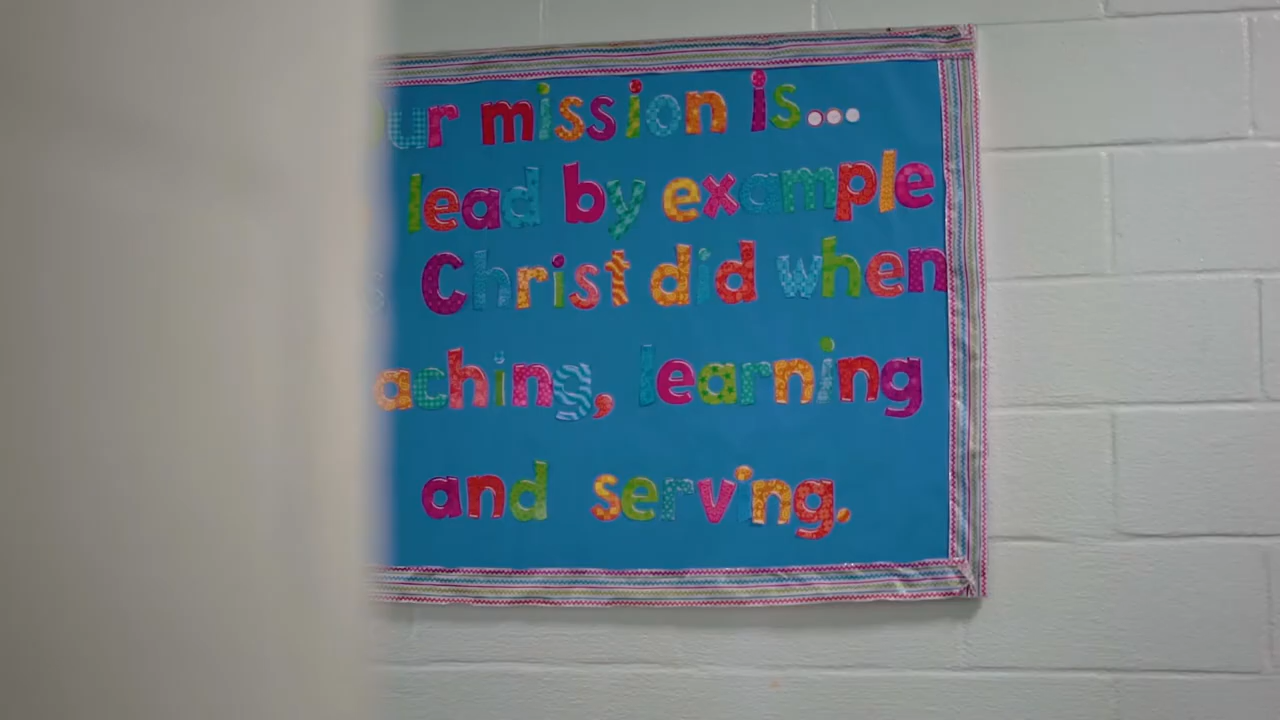 ur mission is...
lead by example
s Christ did when
aching, learning
and serving.